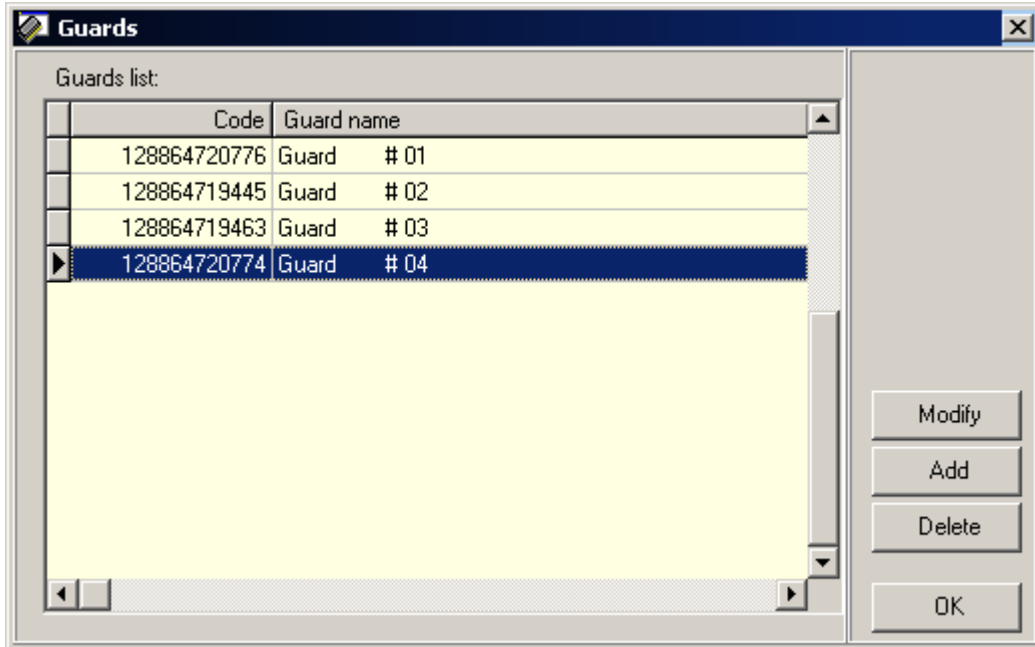 Guards
Guards list:
Code Guard name
128864720776 Guard # 01
128864719445 Guard # 02
128864719463 Guard # 03
128864720774 Guard # 04
Modify
Add
Delete
OK